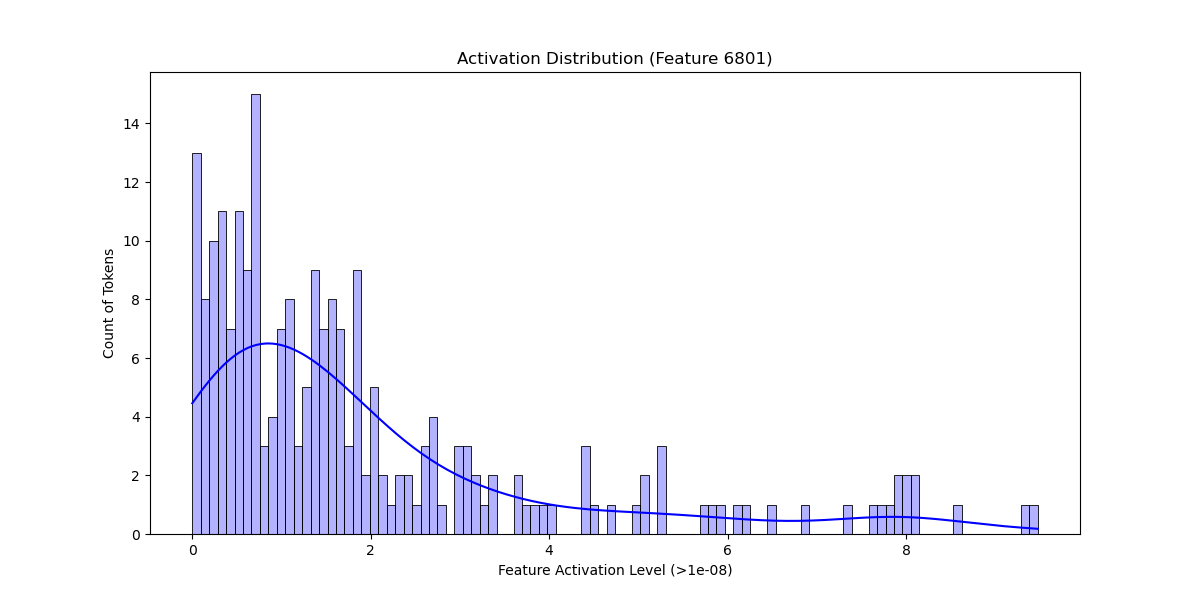 Activation Distribution (Feature 6801)
Count of Tokens
14
12
10
8
6
4
2
0
0 2 4 6 8
Feature Activation Level (>1e-08)